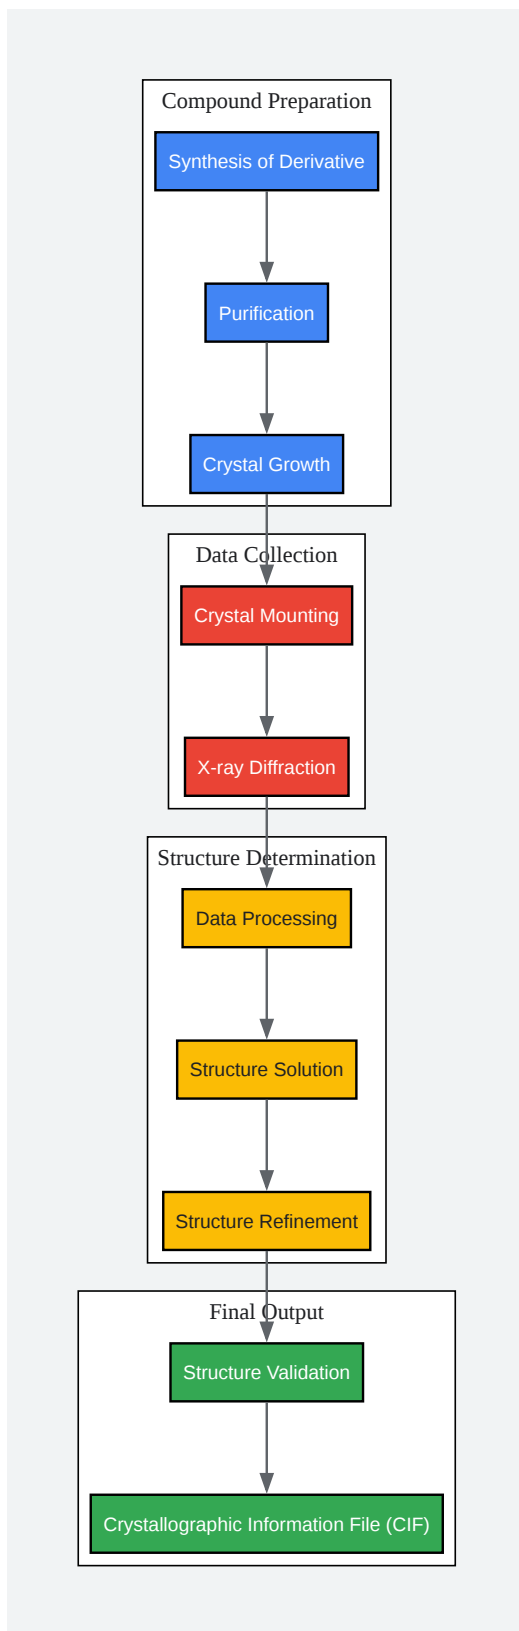 Compound Preparation
Synthesis of Derivative
Purification
Crystal Growth
Data Collection
Crystal Mounting
X-ray Diffraction
Structure Determination
Data Processing
Structure Solution
Structure Refinement
Final Output
Structure Validation
Crystallographic Information File (CIF)